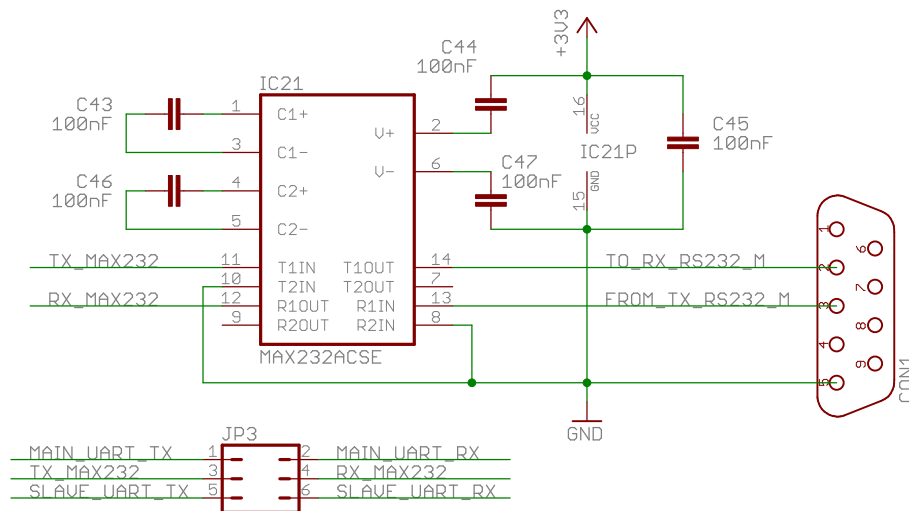 +3V3
C44
100nF
IC21
C43
100nF
1
C1+
3
C1-
C46
100nF
4
C2+
5
C2-
V+
2
V-
6
C47
100nF
16
VCC
IC21P
GND
15
C45
100nF
TX_MAX232
11
T1IN
T1OUT
14
TO_RX_RS232_M
10
T2IN
T2OUT
7
RX_MAX232
12
R1OUT
R1IN
13
FROM_TX_RS232_M
9
R2OUT
R2IN
8
MAX232ACSE
1
6
2
7
3
8
4
9
5
CON1
GND
JP3
MAIN_UART_TX
1
2
MAIN_UART_RX
TX_MAX232
3
4
RX_MAX232
SLAVE_UART_TX
5
6
SLAVE_UART_RX